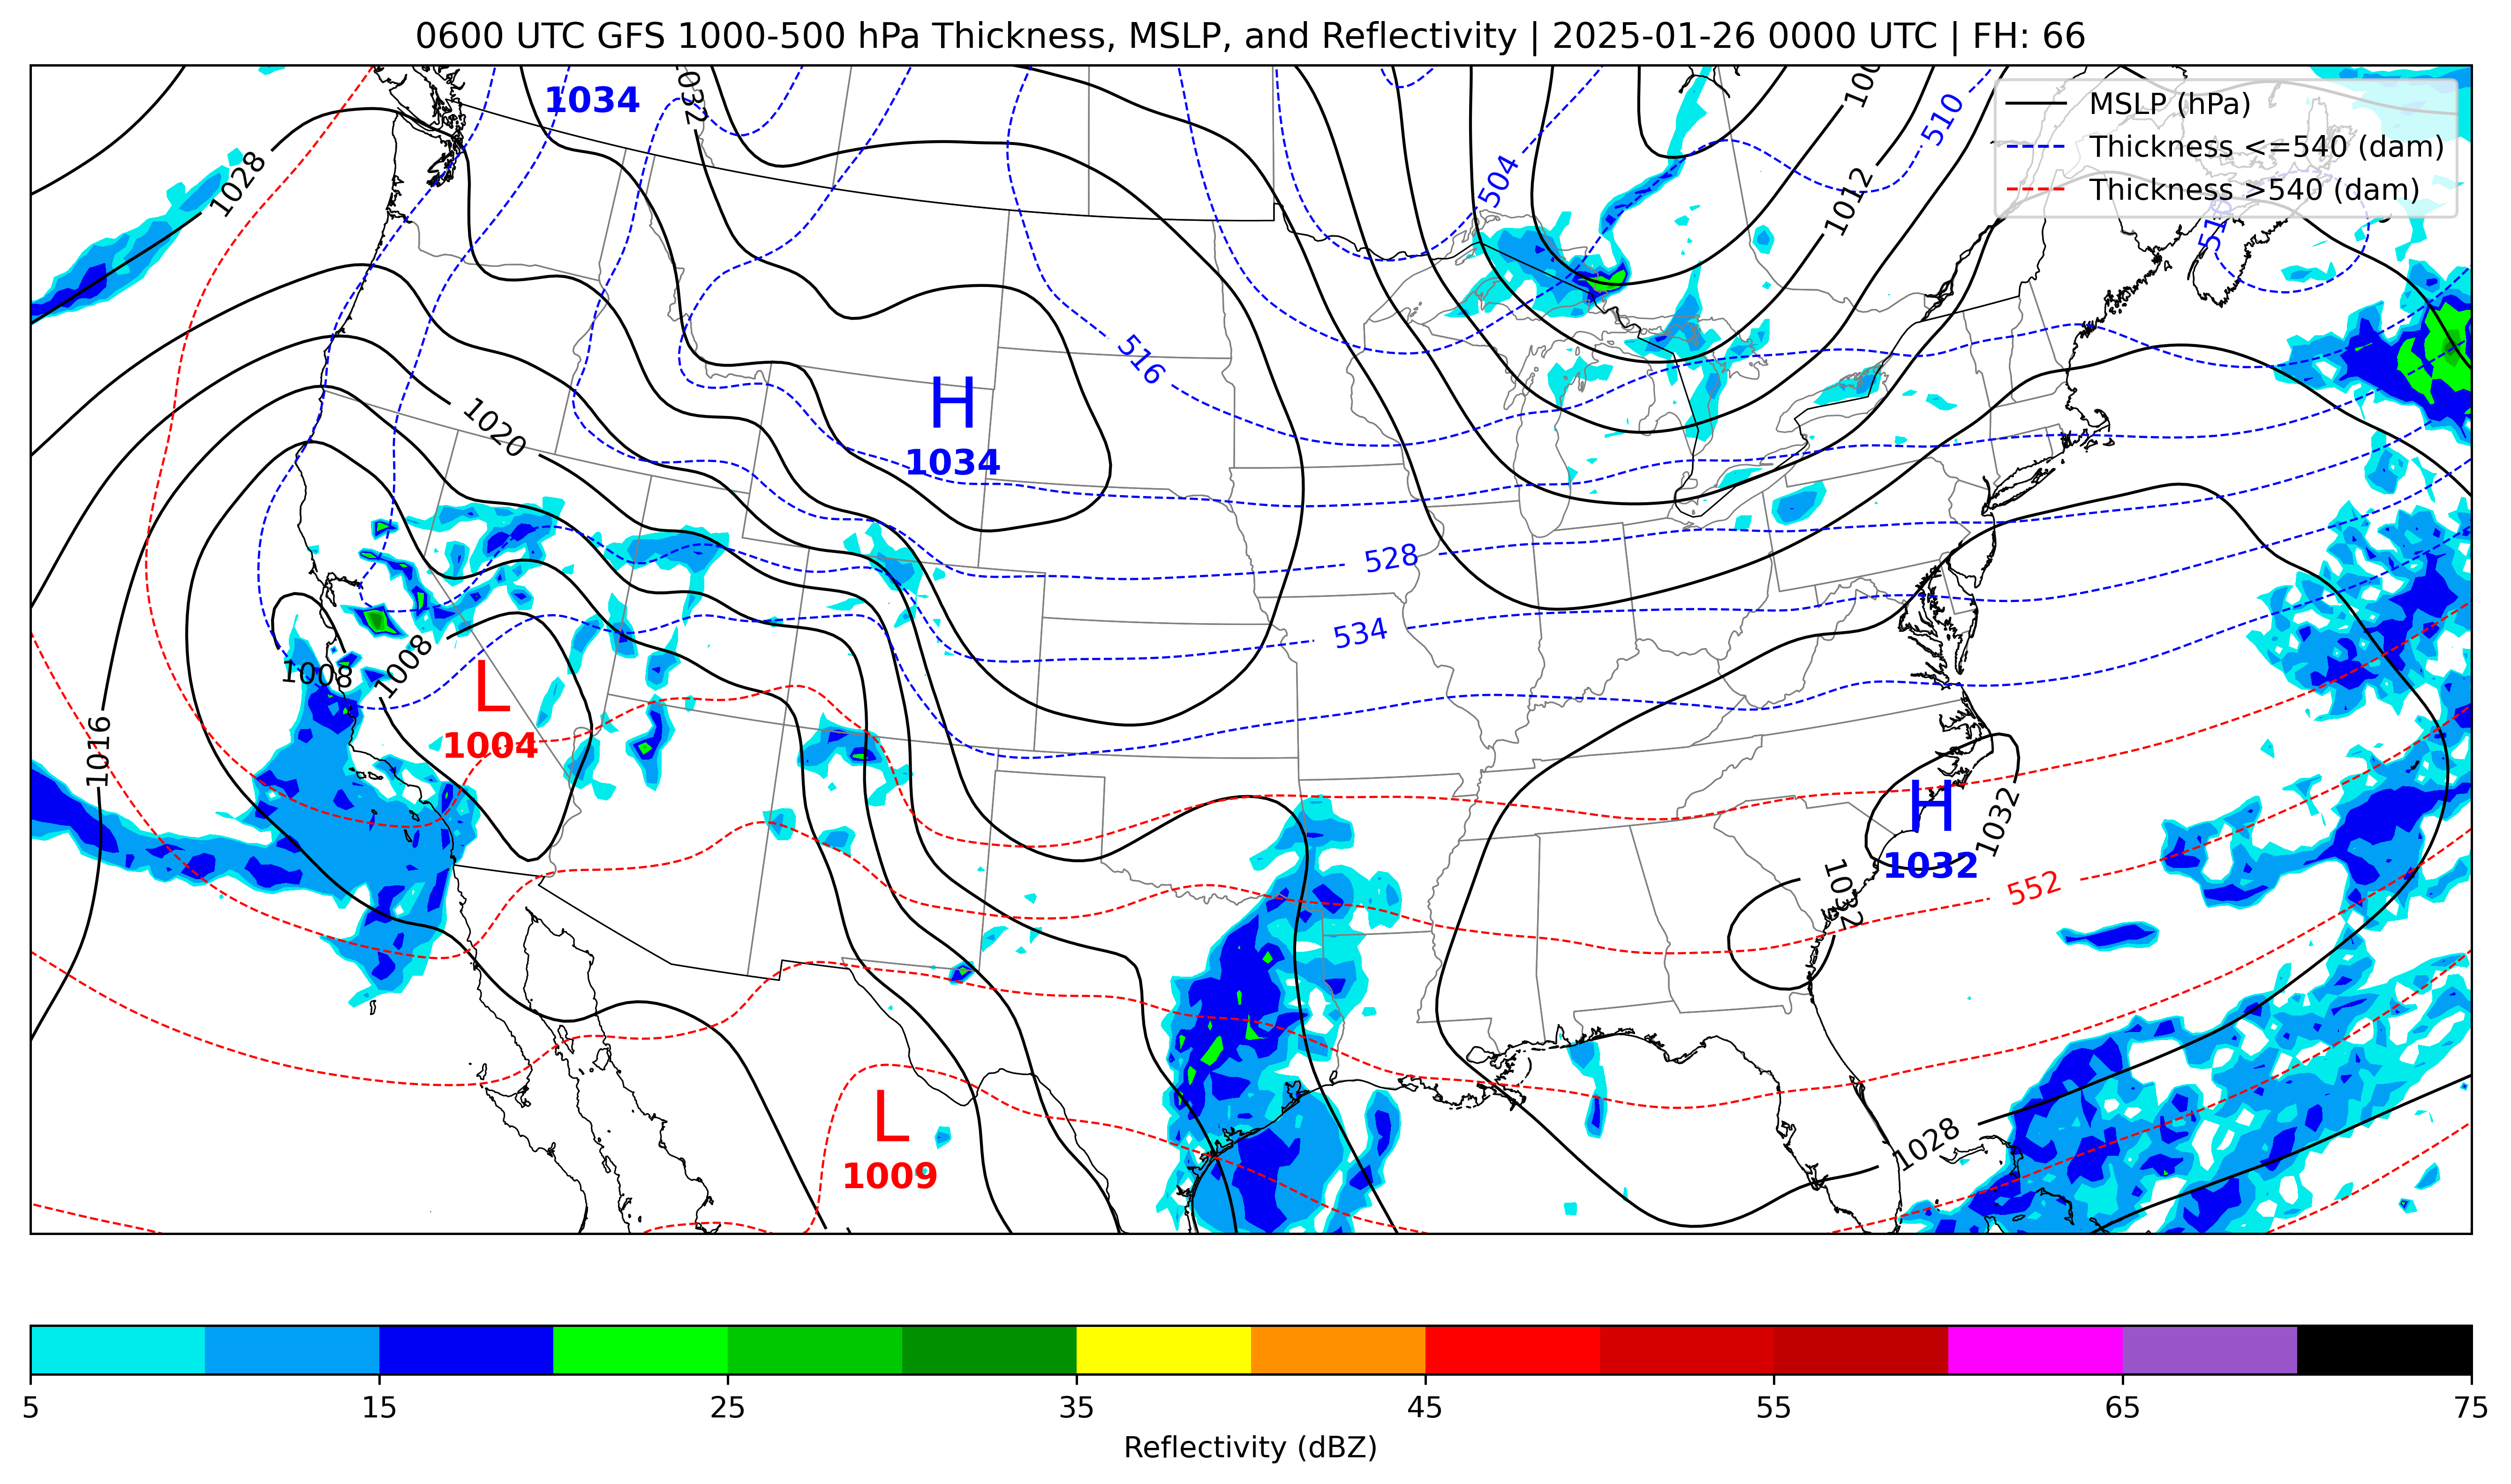 0600 UTC GFS 1000-500 hPa Thickness, MSLP, and Reflectivity | 2025-01-26 0000 UTC | FH: 66
MSLP (hPa)
Thickness <=540 (dam)
Thickness >540 (dam)
1034
1032
510
1028
504
1012
516
516
H
1034
1020
528
534
1008
1008
L
1004
1016
H
1032
1032
1032
552
L
1009
1028
5 15 25 35 45 55 65 75
Reflectivity (dBZ)